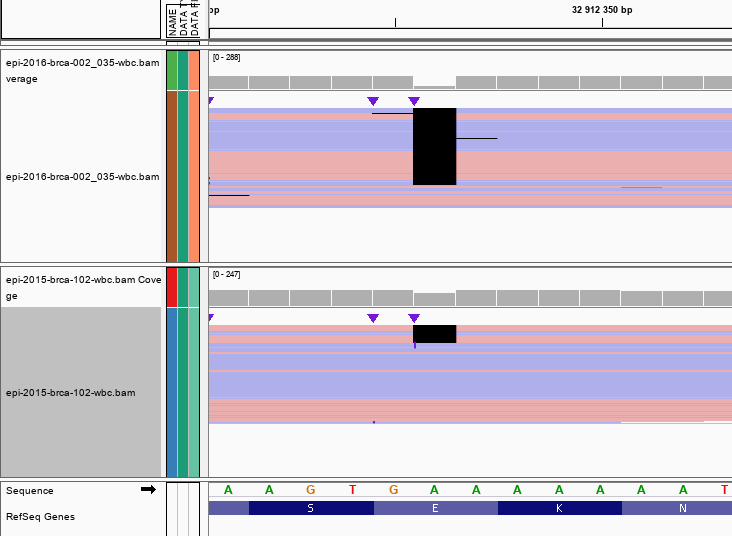 NAME
DATA T
DATA FI
bp
32 912 350 bp
epi-2016-brca-002_035-wbc.bam
verage
[0 - 288]
epi-2016-brca-002_035-wbc.bam
epi-2015-brca-102-wbc.bam Cove
ge
[0 - 247]
epi-2015-brca-102-wbc.bam
Sequence
A A G T G A A A A A A A T
RefSeq Genes
S E K N